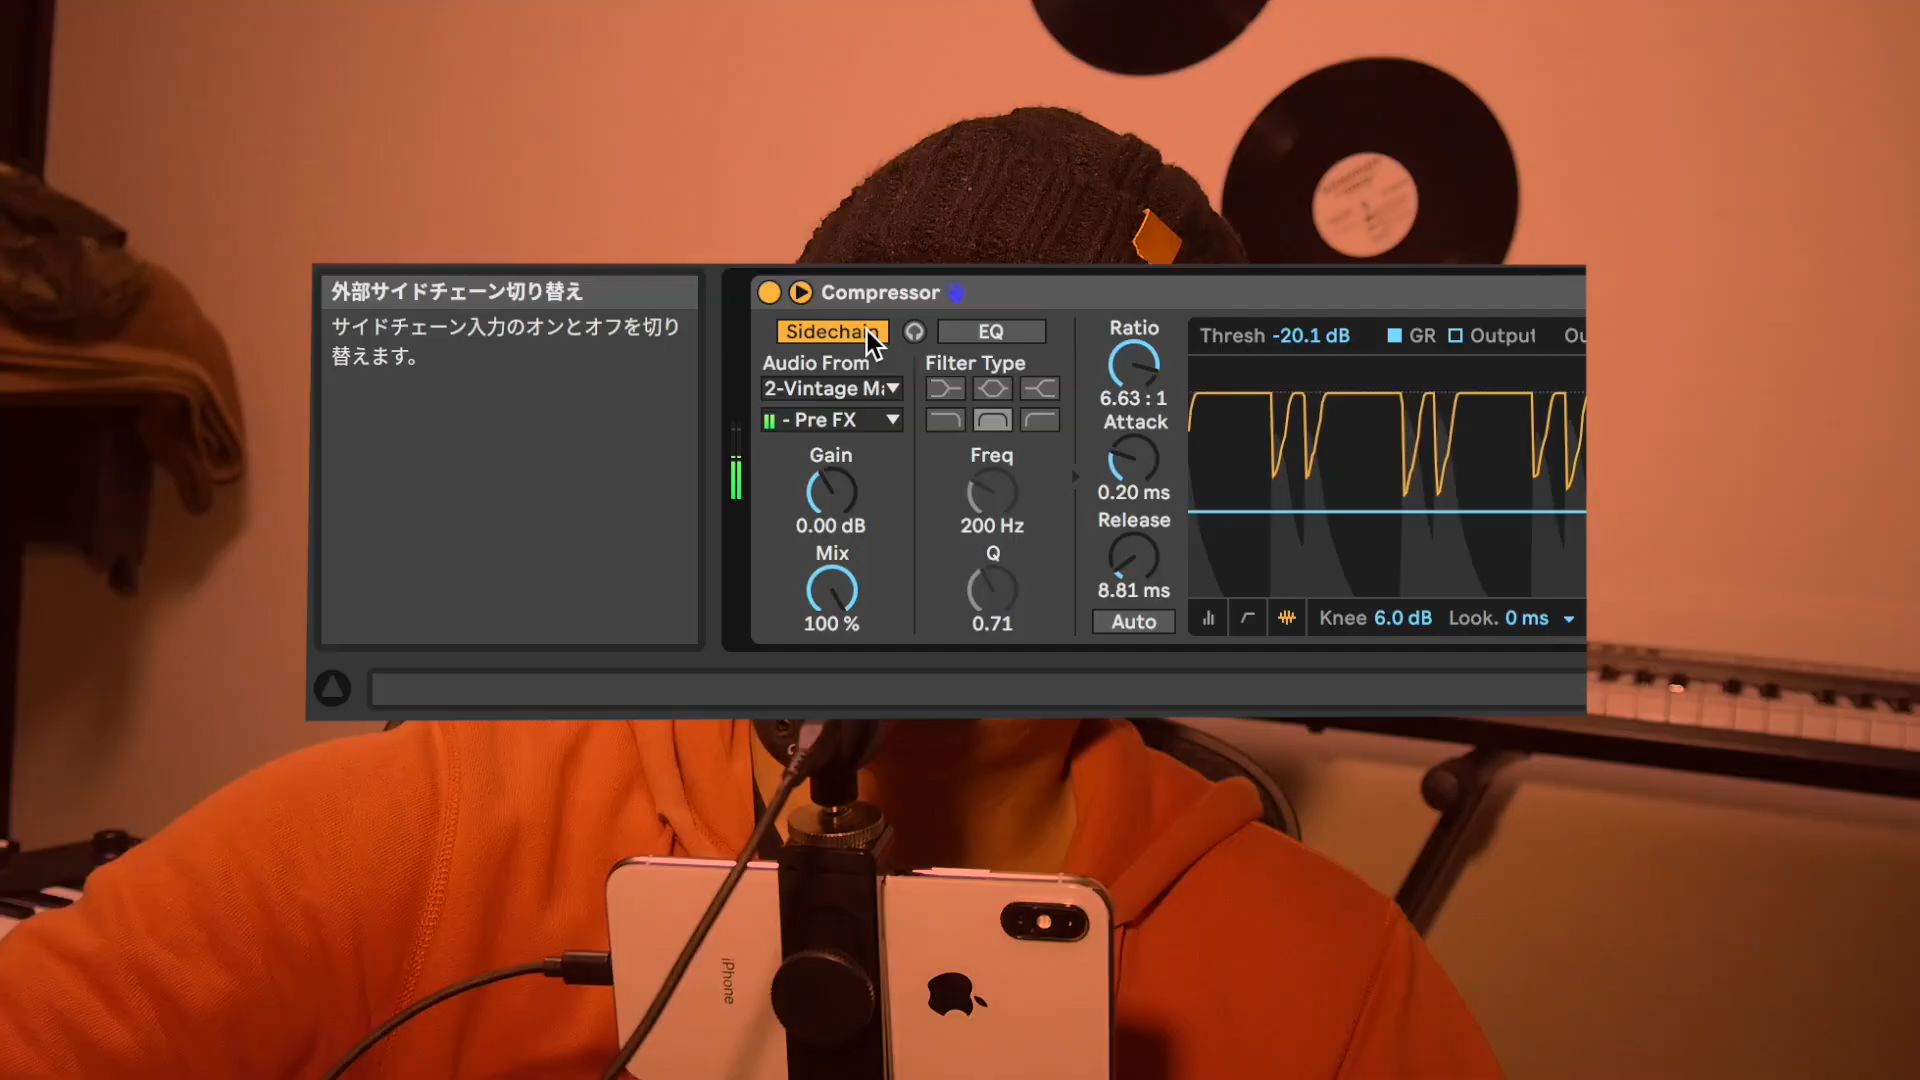 外部サイドチェーン切り替え
サイドチェーン入力のオンとオフを切り
替えます。
Compressor
Sidechain
EQ
Audio From
2-Vintage M
- Pre FX
Gain
0.00 dB
Mix
100 %
Filter Type
Freq
200 Hz
Q
0.71
Ratio
6.63 : 1
Attack
0.20 ms
Release
8.81 ms
Auto
Thresh -20.1 dB
GR
Output
Ou
Knee 6.0 dB
Look. 0 ms
iPhone